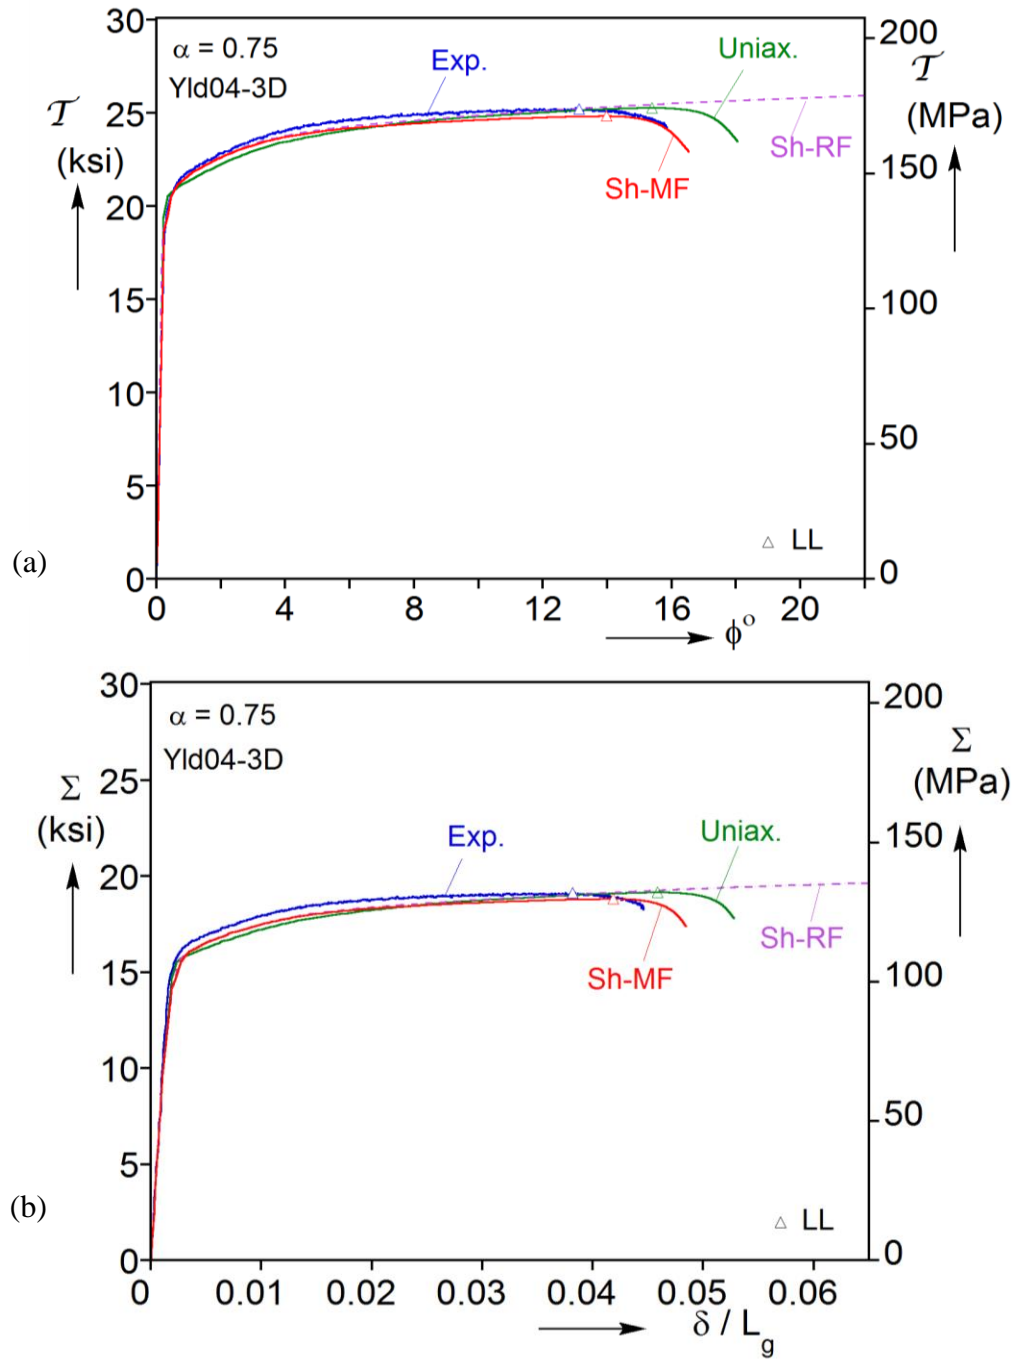 30
α = 0.75
Yld04-3D
Exp.
Uniax.
200
𝒯
(MPa)
𝒯
(ksi)
25
Sh-RF
Sh-MF
150
20
15
100
10
50
5
(a)
△ LL
0
0
0 4 8 12 16 20
ϕ°
30
α = 0.75
Yld04-3D
200
Σ
(MPa)
Σ
(ksi)
25
Exp.
Uniax.
150
20
Sh-RF
Sh-MF
15
100
10
50
5
(b)
△ LL
0
0
0 0.01 0.02 0.03 0.04 0.05 0.06
δ / Lg